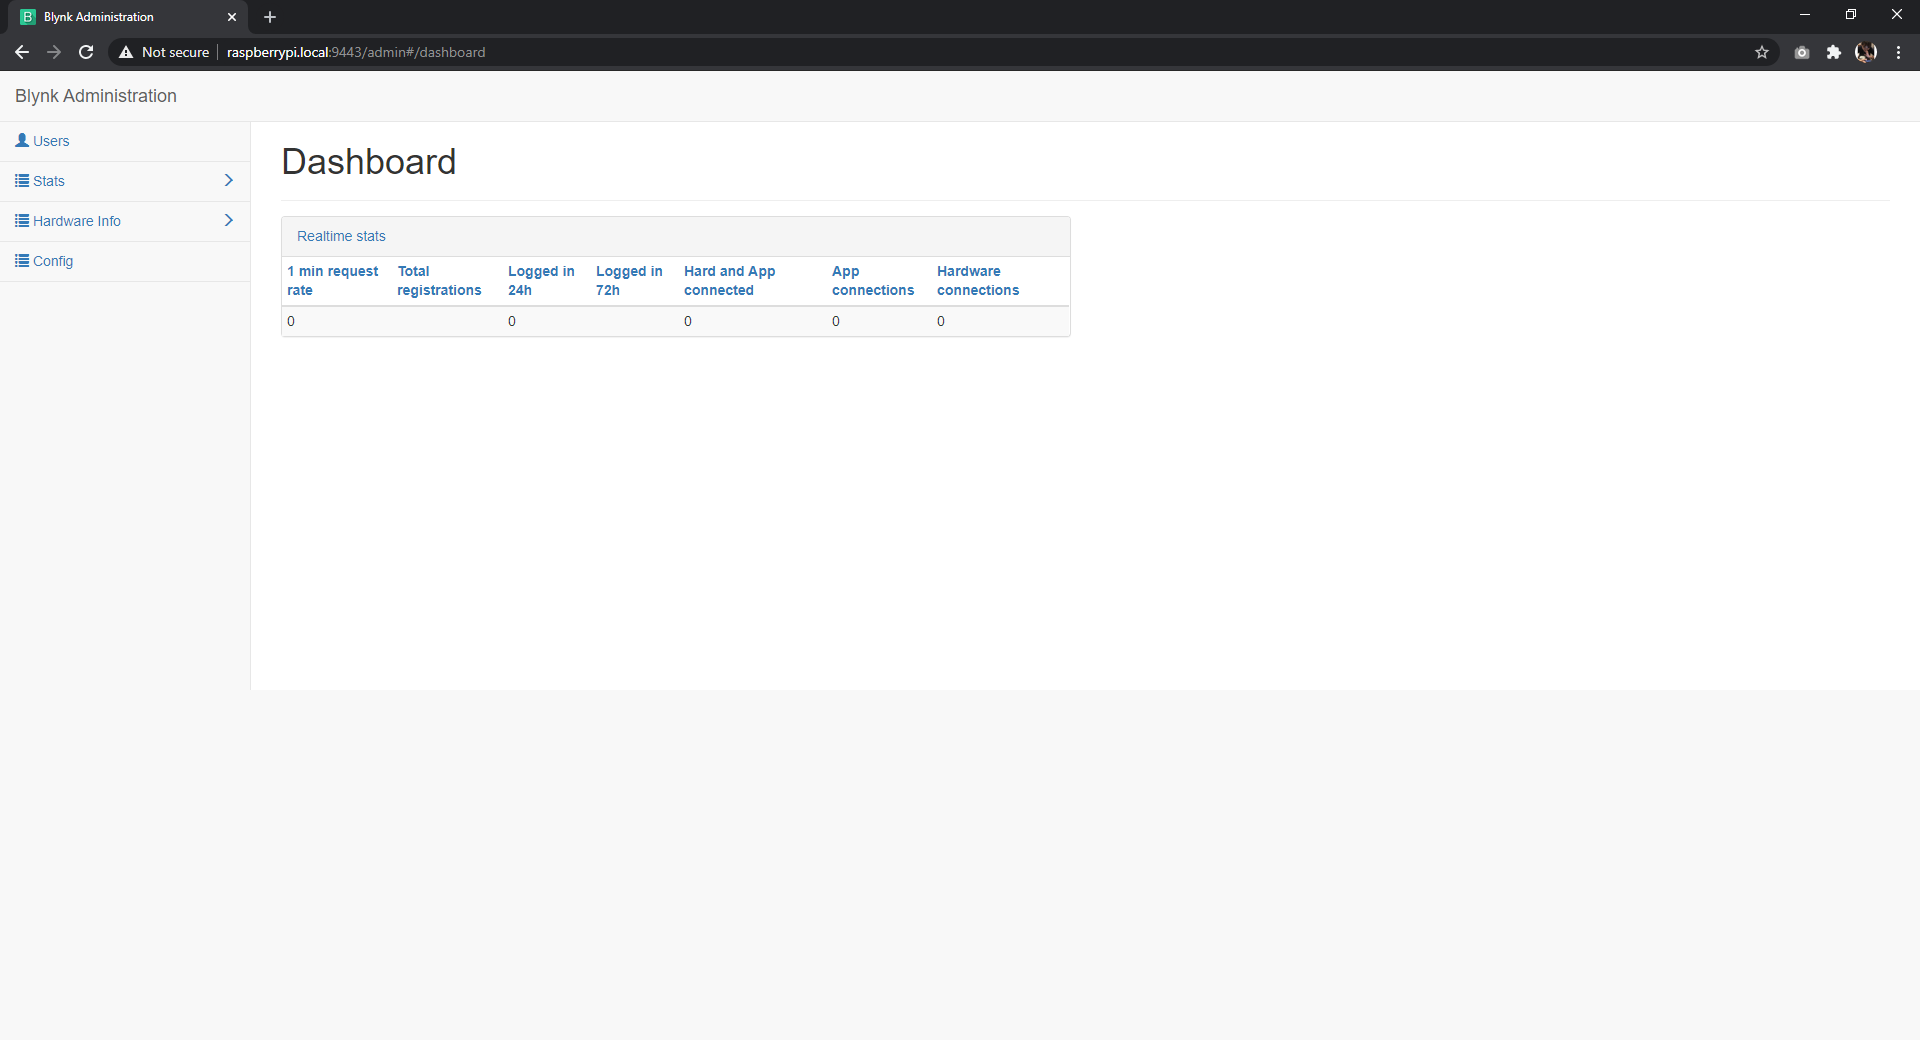 Blynk Administration
Not secure raspberrypi.local:9443/admin#/dashboard
Blynk Administration
Users
Stats
Hardware Info
Config
Dashboard
Realtime stats
1 min request rate
Total registrations
Logged in 24h
Logged in 72h
Hard and App connected
App connections
Hardware connections
0 0 0 0 0